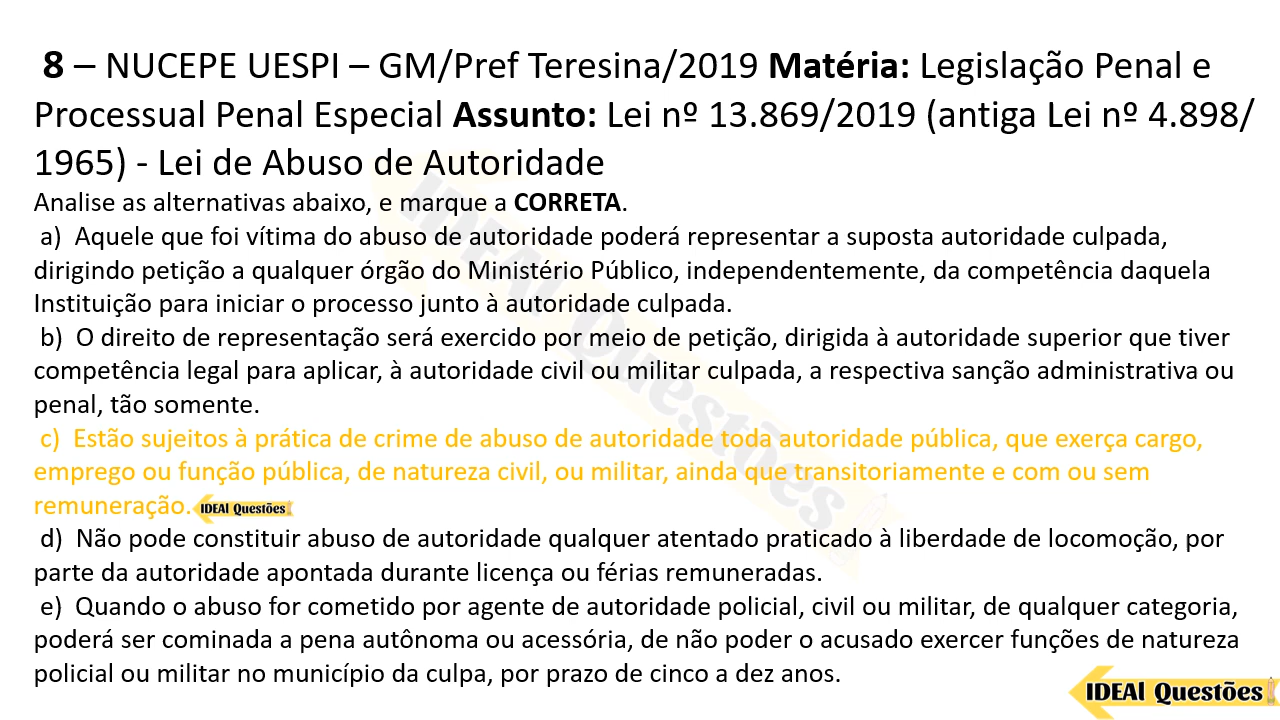 8 – NUCEPE UESPI – GM/Pref Teresina/2019 Matéria: Legislação Penal e
Processual Penal Especial Assunto: Lei nº 13.869/2019 (antiga Lei nº 4.898/
1965) - Lei de Abuso de Autoridade
Analise as alternativas abaixo, e marque a CORRETA.
a) Aquele que foi vítima do abuso de autoridade poderá representar a suposta autoridade culpada,
dirigindo petição a qualquer órgão do Ministério Público, independentemente, da competência daquela
Instituição para iniciar o processo junto à autoridade culpada.
b) O direito de representação será exercido por meio de petição, dirigida à autoridade superior que tiver
competência legal para aplicar, à autoridade civil ou militar culpada, a respectiva sanção administrativa ou
penal, tão somente.
c) Estão sujeitos à prática de crime de abuso de autoridade toda autoridade pública, que exerça cargo,
emprego ou função pública, de natureza civil, ou militar, ainda que transitoriamente e com ou sem
remuneração. IDEAl Questões
d) Não pode constituir abuso de autoridade qualquer atentado praticado à liberdade de locomoção, por
parte da autoridade apontada durante licença ou férias remuneradas.
e) Quando o abuso for cometido por agente de autoridade policial, civil ou militar, de qualquer categoria,
poderá ser cominada a pena autônoma ou acessória, de não poder o acusado exercer funções de natureza
policial ou militar no município da culpa, por prazo de cinco a dez anos.
IDEAl Questões
IDEAl Questões